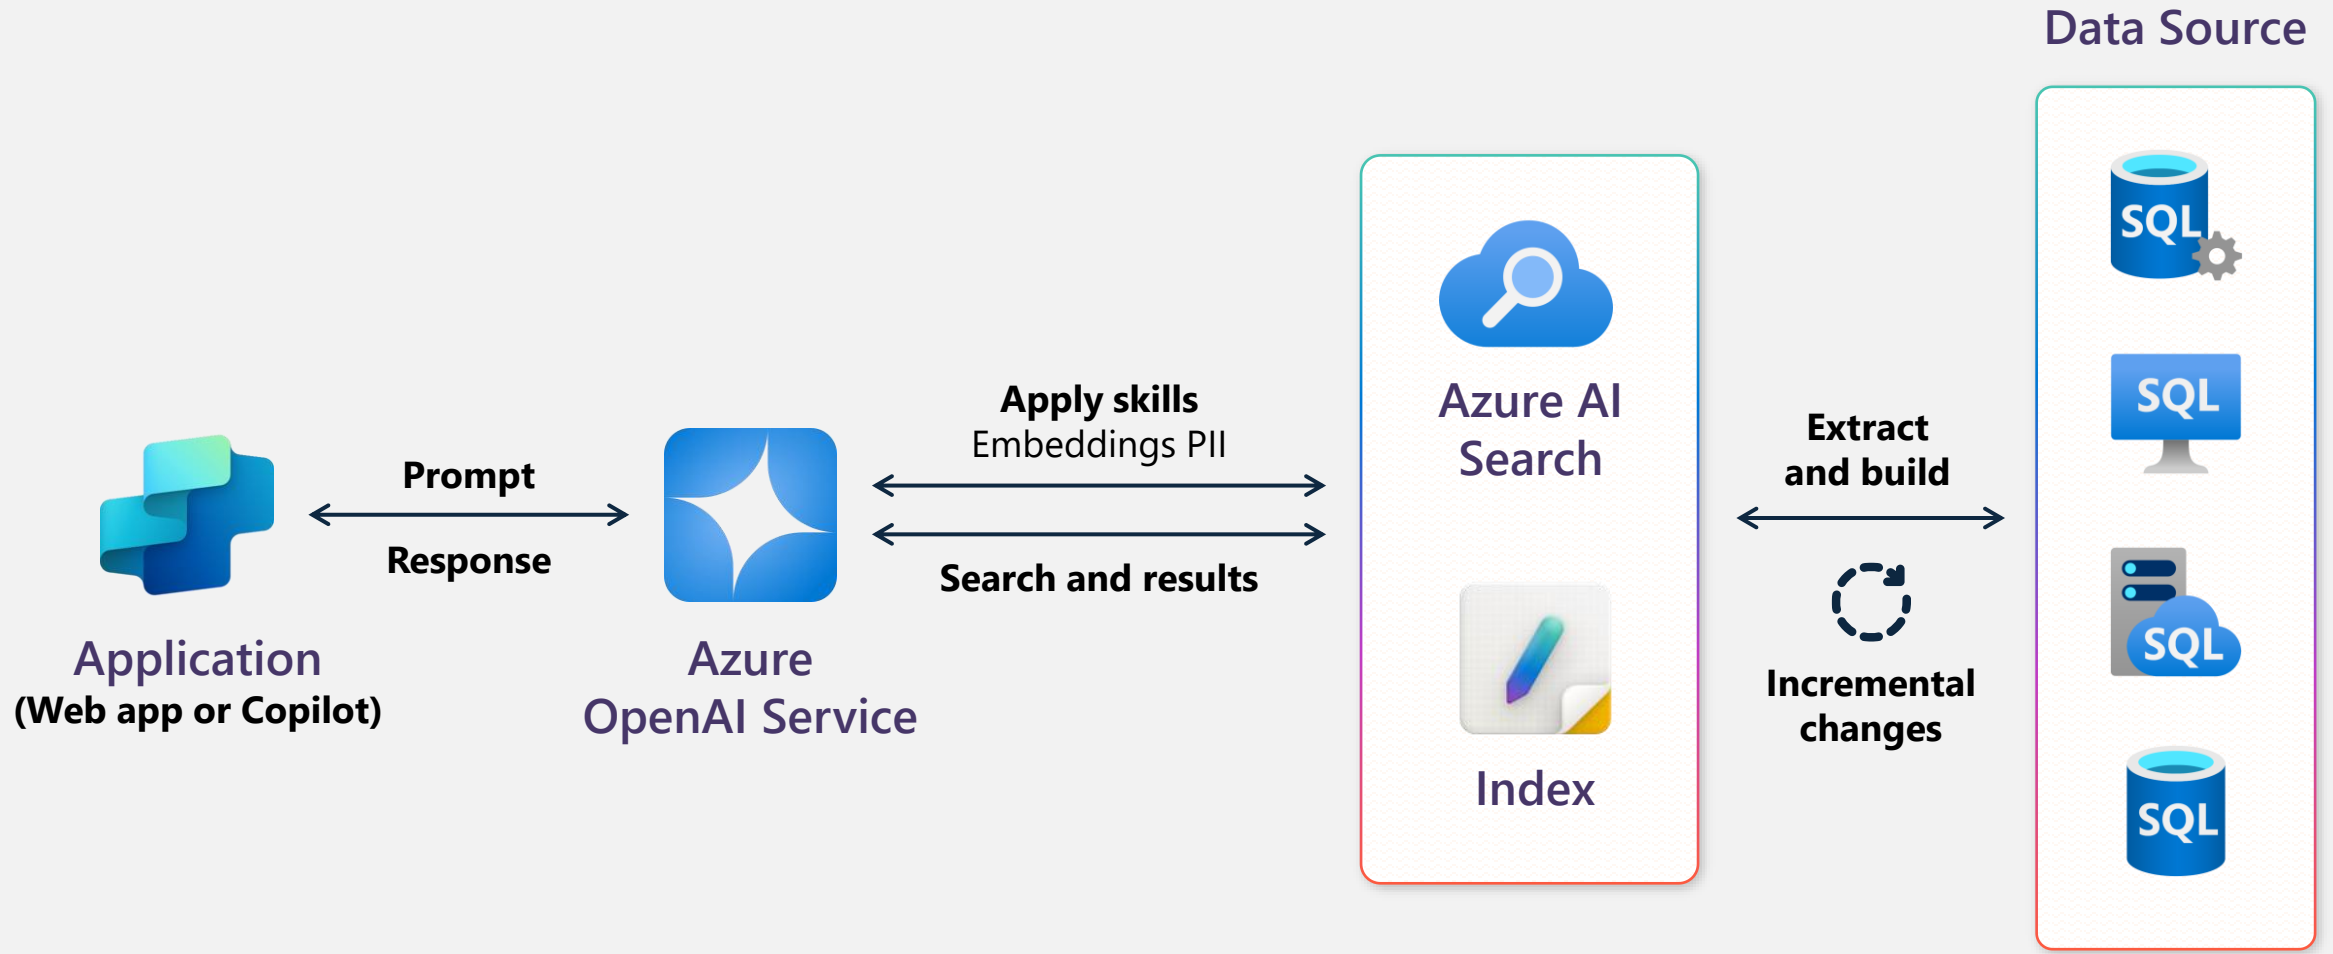 Data Source
SQL
SQL
SQL
SQL
Azure AI
Search
Index
Extract
and build
Incremental
changes
Apply skills
Embeddings PII
Search and results
Prompt
Response
Application
(Web app or Copilot)
Azure
OpenAI Service